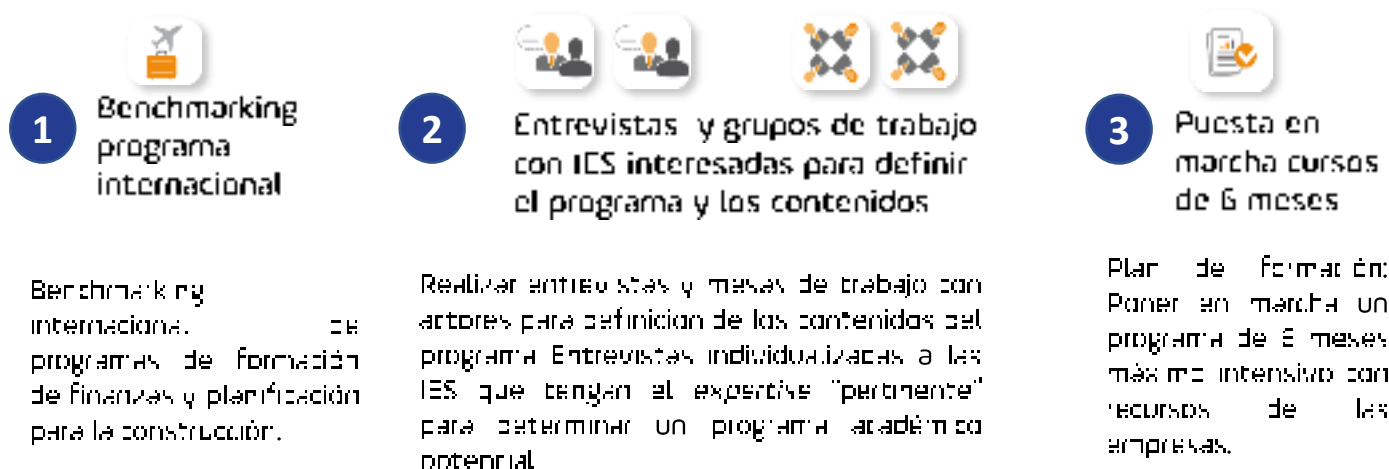 1
Benchmarking
programa
internacional
2
Entrevistas y grupos de trabajo
con IES interesadas para definir
el programa y los contenidos
3
Puesta en
marcha cursos
de 6 meses
Benchmarking
internacional de
programas de formación
de finanzas y planificación
para la construcción.
Realizar entrevistas y mesas de trabajo con
actores para definición de los contenidos del
programa Entrevistas individualizadas a las
IES que tengan el expertise "pertinente"
para determinar un programa académico
potencial
Plan de formación:
Poner en marcha un
programa de 6 meses
máximo intensivo con
recursos de las
empresas.